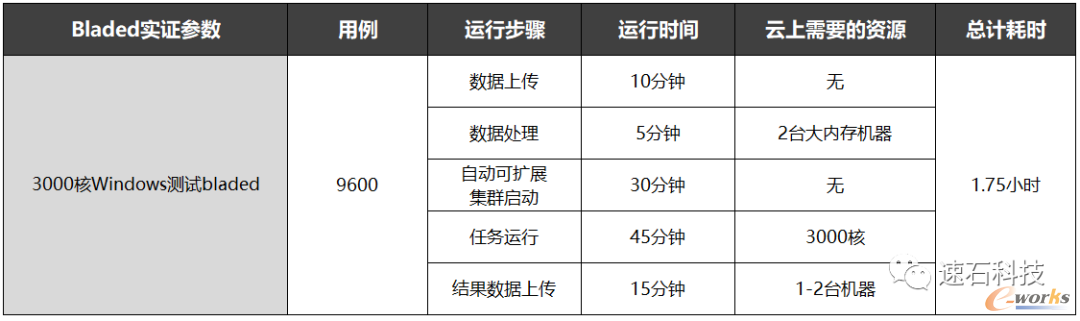 Bladed实证参数 用例 运行步骤 运行时间 云上需要的资源 总计耗时
数据上传 10分钟 无
数据处理 5分钟 2台大内存机器
3000核Windows测试bladed 9600 自动可扩展 30分钟 无 1.75小时
集群启动
任务运行 45分钟 3000核
结果数据上传 15分钟 1-2台机器
速石科技
e-works